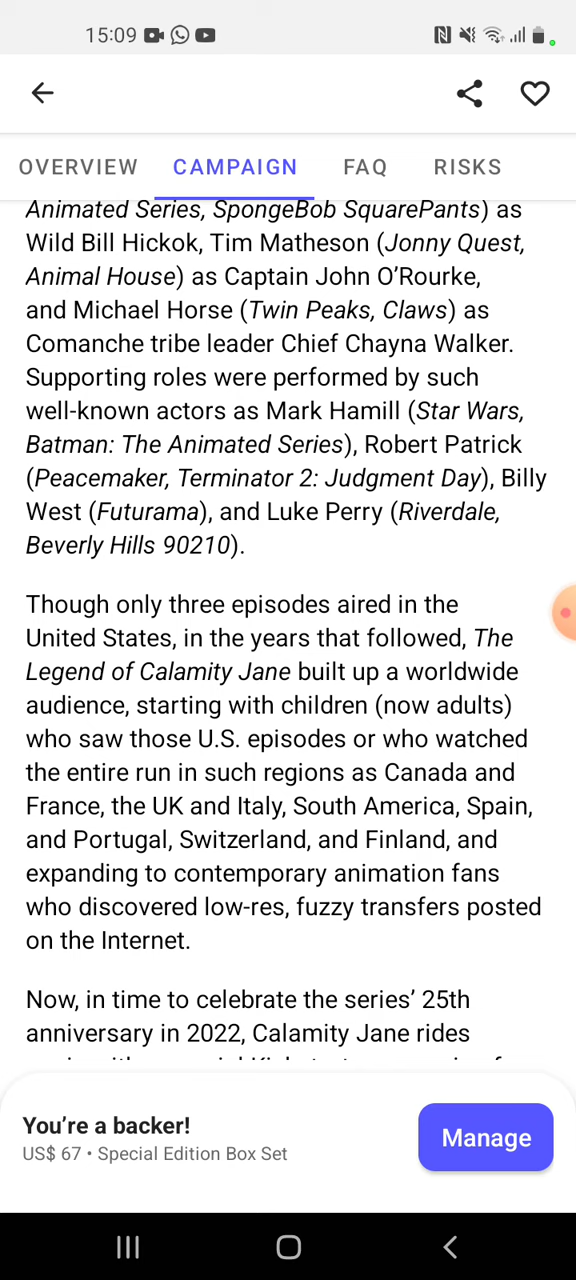 15:09
OVERVIEW CAMPAIGN FAQ RISKS
Animated Series, SpongeBob SquarePants) as
Wild Bill Hickok, Tim Matheson (Jonny Quest,
Animal House) as Captain John O’Rourke,
and Michael Horse (Twin Peaks, Claws) as
Comanche tribe leader Chief Chayna Walker.
Supporting roles were performed by such
well-known actors as Mark Hamill (Star Wars,
Batman: The Animated Series), Robert Patrick
(Peacemaker, Terminator 2: Judgment Day), Billy
West (Futurama), and Luke Perry (Riverdale,
Beverly Hills 90210).
Though only three episodes aired in the
United States, in the years that followed, The
Legend of Calamity Jane built up a worldwide
audience, starting with children (now adults)
who saw those U.S. episodes or who watched
the entire run in such regions as Canada and
France, the UK and Italy, South America, Spain,
and Portugal, Switzerland, and Finland, and
expanding to contemporary animation fans
who discovered low-res, fuzzy transfers posted
on the Internet.
Now, in time to celebrate the series’ 25th
anniversary in 2022, Calamity Jane rides
You’re a backer!
US$ 67 • Special Edition Box Set
Manage